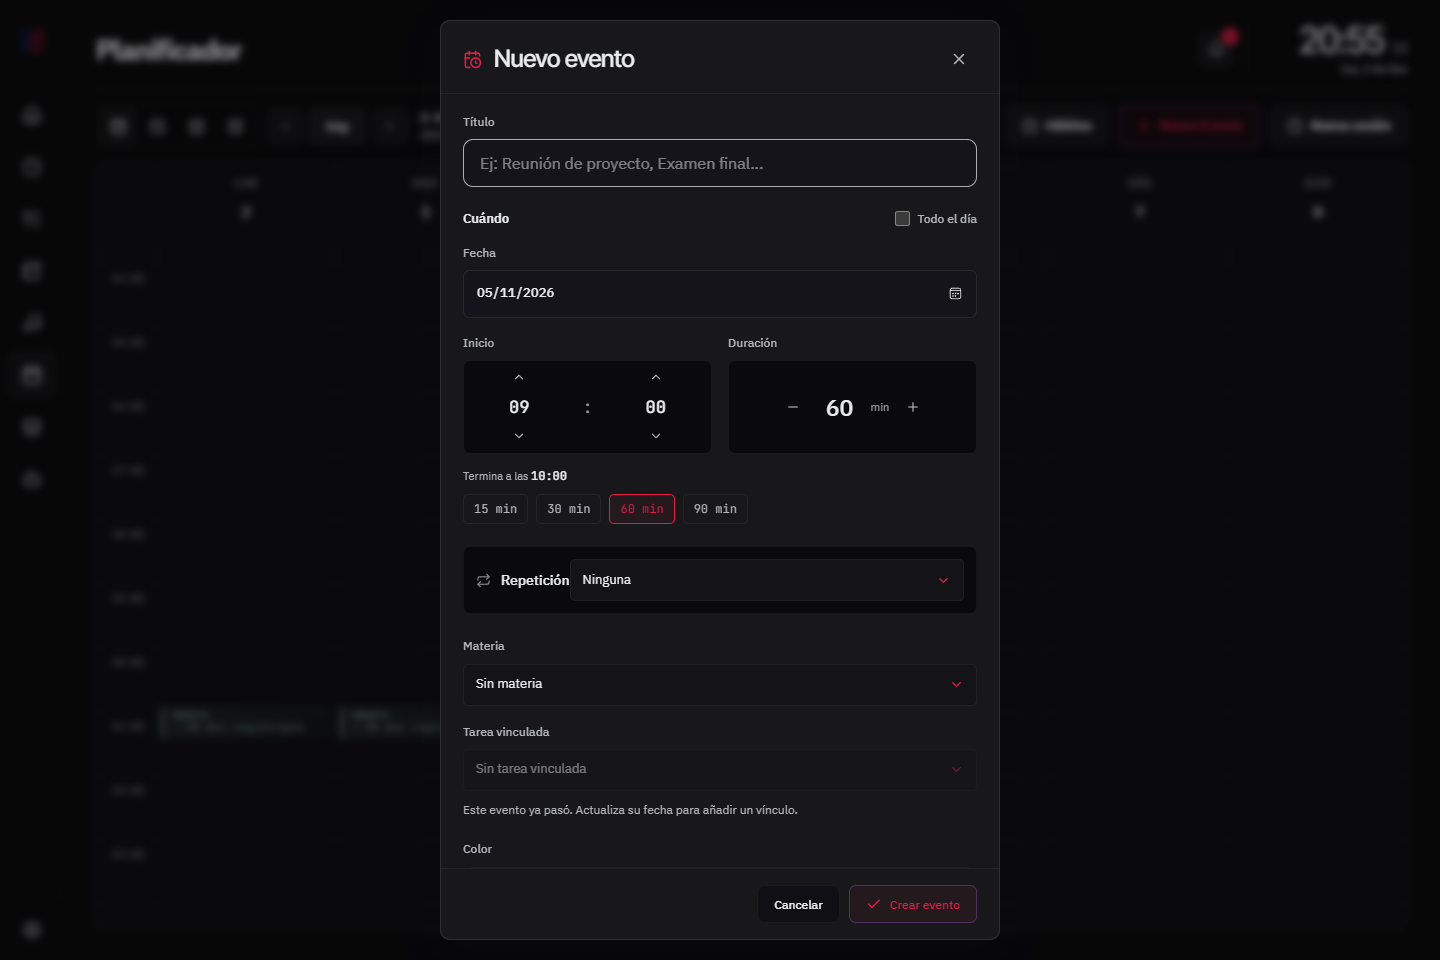 Planificador
20:55
Nuevo evento
Título
Ej: Reunión de proyecto, Examen final...
Cuándo
Todo el día
Fecha
05/11/2026
Inicio
Duración
09 : 00
60 min
Termina a las 10:00
15 min 30 min 60 min 90 min
Repetición Ninguna
Materia
Sin materia
Tarea vinculada
Sin tarea vinculada
Este evento ya pasó. Actualiza su fecha para añadir un vínculo.
Color
Cancelar Crear evento